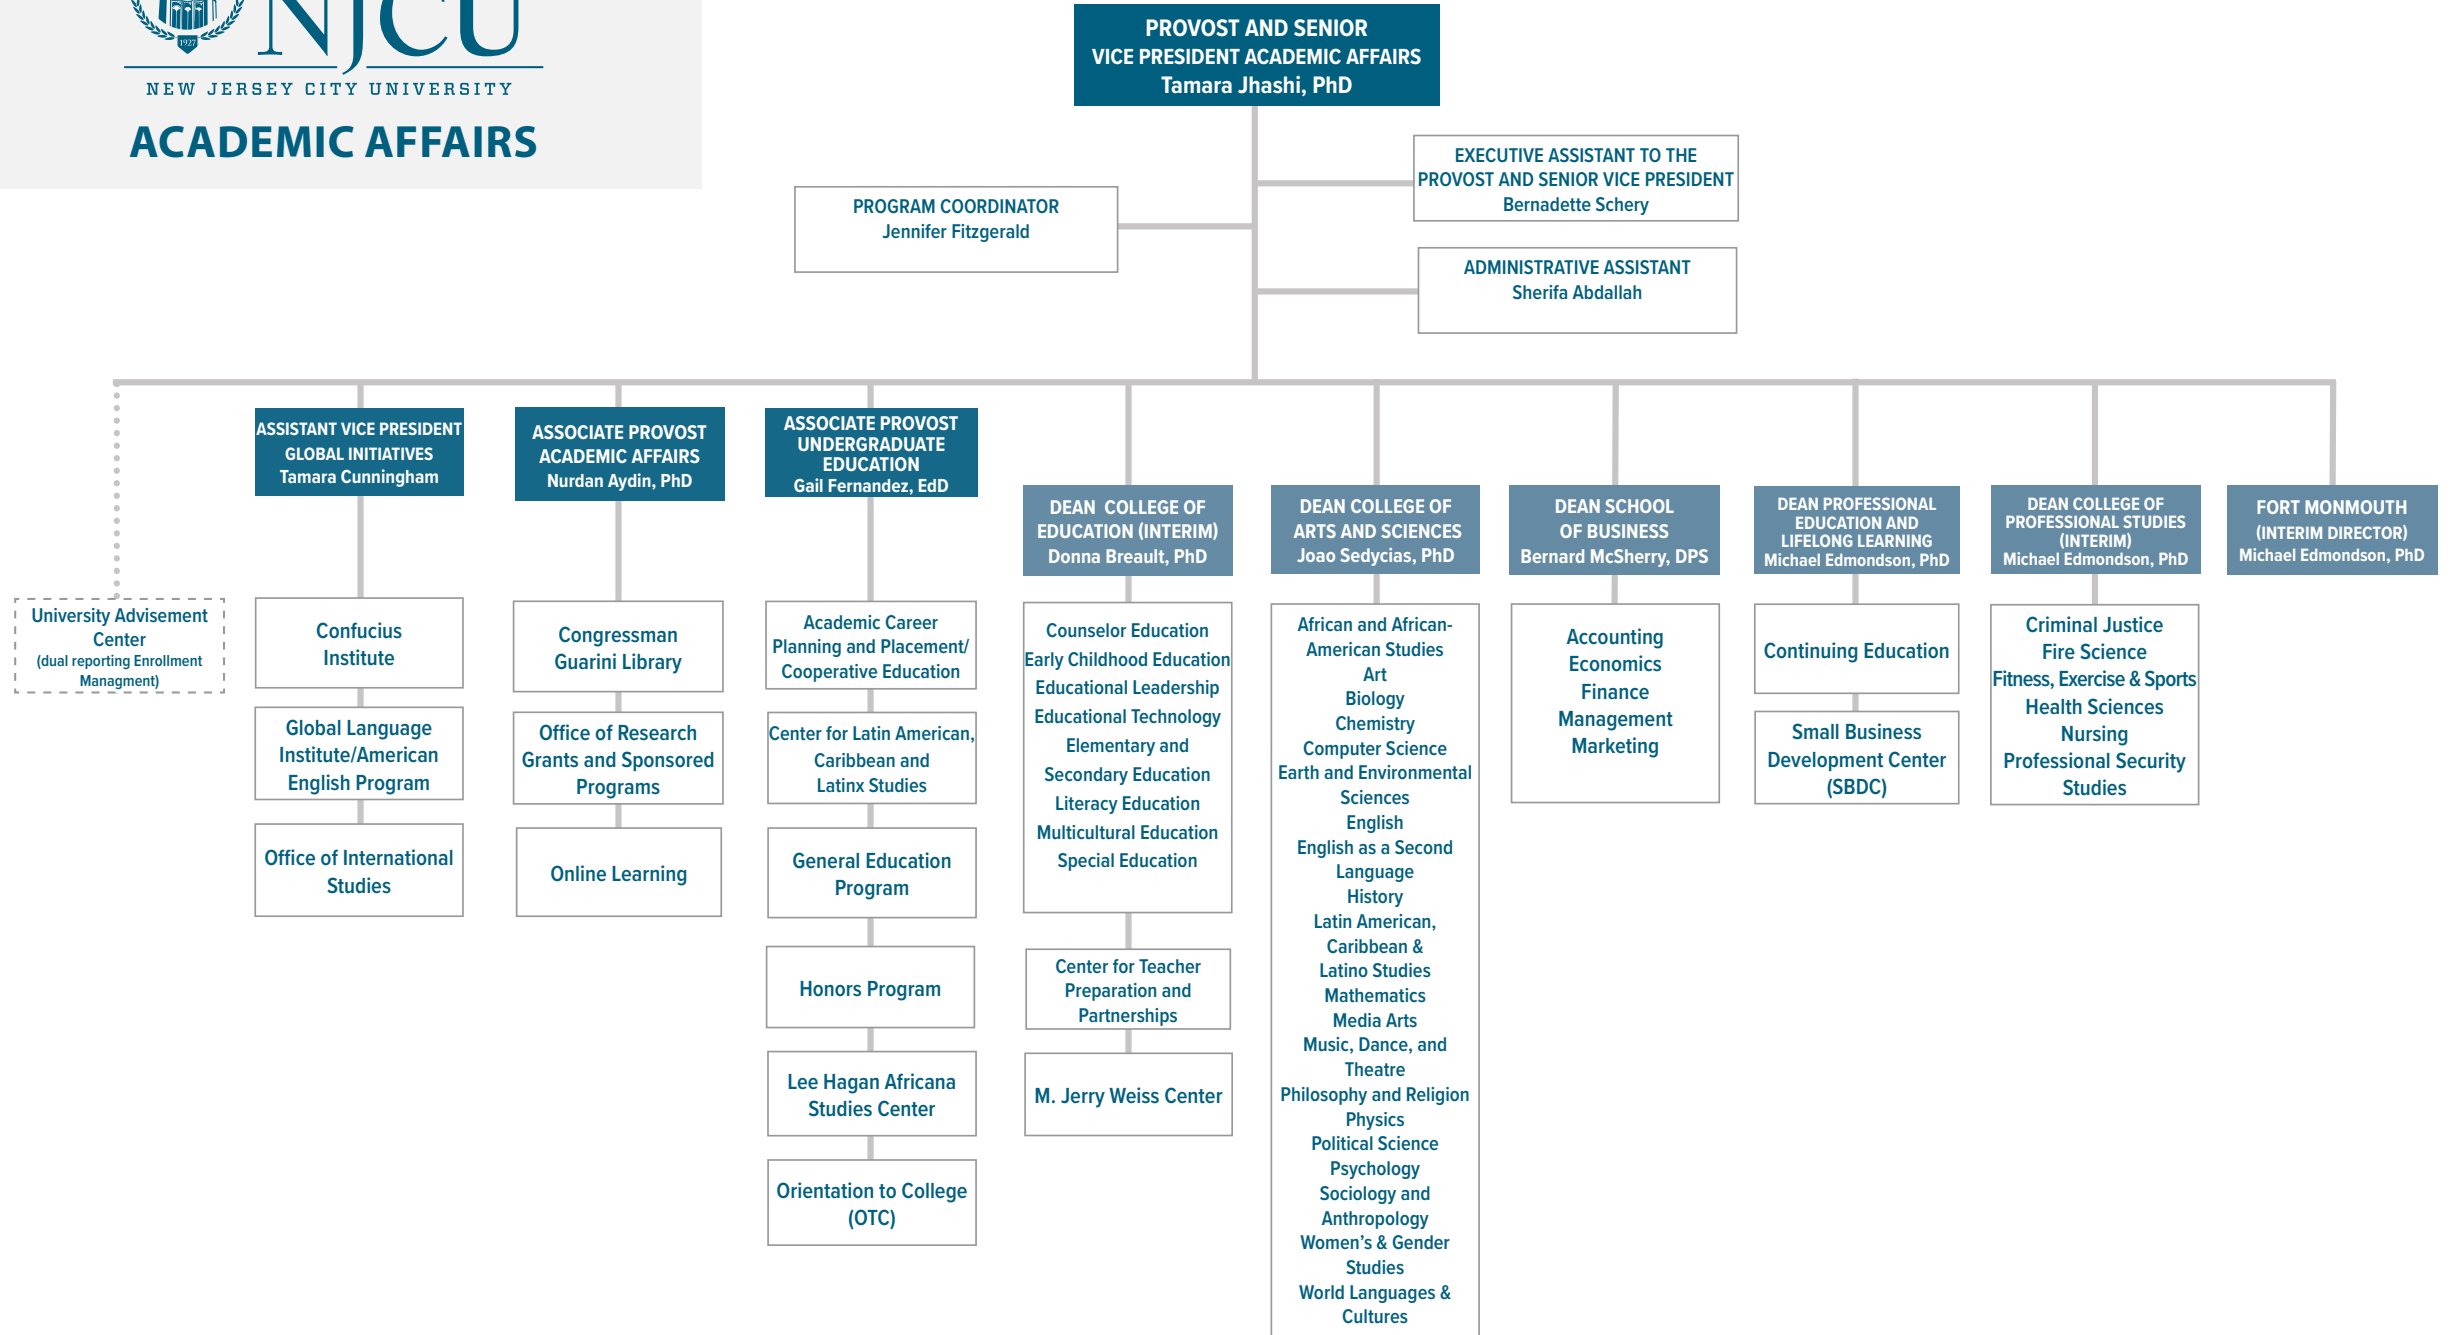 1927
NJCU
NEW JERSEY CITY UNIVERSITY
ACADEMIC AFFAIRS
PROVOST AND SENIOR
VICE PRESIDENT ACADEMIC AFFAIRS
Tamara Jhashi, PhD
EXECUTIVE ASSISTANT TO THE
PROVOST AND SENIOR VICE PRESIDENT
Bernadette Schery
PROGRAM COORDINATOR
Jennifer Fitzgerald
ADMINISTRATIVE ASSISTANT
Sherifa Abdallah
University Advisement
Center
(dual reporting Enrollment
Managment)
ASSISTANT VICE PRESIDENT
GLOBAL INITIATIVES
Tamara Cunningham
Confucius
Institute
Global Language
Institute/American
English Program
Office of International
Studies
ASSOCIATE PROVOST
ACADEMIC AFFAIRS
Nurdan Aydin, PhD
Congressman
Guarini Library
Office of Research
Grants and Sponsored
Programs
Online Learning
ASSOCIATE PROVOST
UNDERGRADUATE
EDUCATION
Gail Fernandez, EdD
Academic Career
Planning and Placement/
Cooperative Education
Center for Latin American,
Caribbean and
Latinx Studies
General Education
Program
Honors Program
Lee Hagan Africana
Studies Center
Orientation to College
(OTC)
DEAN COLLEGE OF
EDUCATION (INTERIM)
Donna Breault, PhD
Counselor Education
Early Childhood Education
Educational Leadership
Educational Technology
Elementary and
Secondary Education
Literacy Education
Multicultural Education
Special Education
Center for Teacher
Preparation and
Partnerships
M. Jerry Weiss Center
DEAN COLLEGE OF
ARTS AND SCIENCES
Joao Sedycias, PhD
African and African-
American Studies
Art
Biology
Chemistry
Computer Science
Earth and Environmental
Sciences
English
English as a Second
Language
History
Latin American,
Caribbean &
Latino Studies
Mathematics
Media Arts
Music, Dance, and
Theatre
Philosophy and Religion
Physics
Political Science
Psychology
Sociology and
Anthropology
Women's & Gender
Studies
World Languages &
Cultures
DEAN SCHOOL
OF BUSINESS
Bernard McSherry, DPS
Accounting
Economics
Finance
Management
Marketing
DEAN PROFESSIONAL
EDUCATION AND
LIFELONG LEARNING
Michael Edmondson, PhD
Continuing Education
Small Business
Development Center
(SBDC)
DEAN COLLEGE OF
PROFESSIONAL STUDIES
(INTERIM)
Michael Edmondson, PhD
Criminal Justice
Fire Science
Fitness, Exercise & Sports
Health Sciences
Nursing
Professional Security
Studies
FORT MONMOUTH
(INTERIM DIRECTOR)
Michael Edmondson, PhD